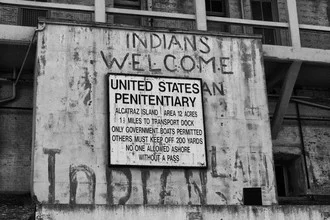 INDIANS
WELCOME
UNITED STATES
PENITENTIARY
ALCATRAZ ISLAND AREA 12 ACRES
1½ MILES TO TRANSPORT DOCK
ONLY GOVERNMENT BOATS PERMITTED
OTHERS MUST KEEP OFF 200 YARDS
NO ONE ALLOWED ASHORE
WITHOUT A PASS